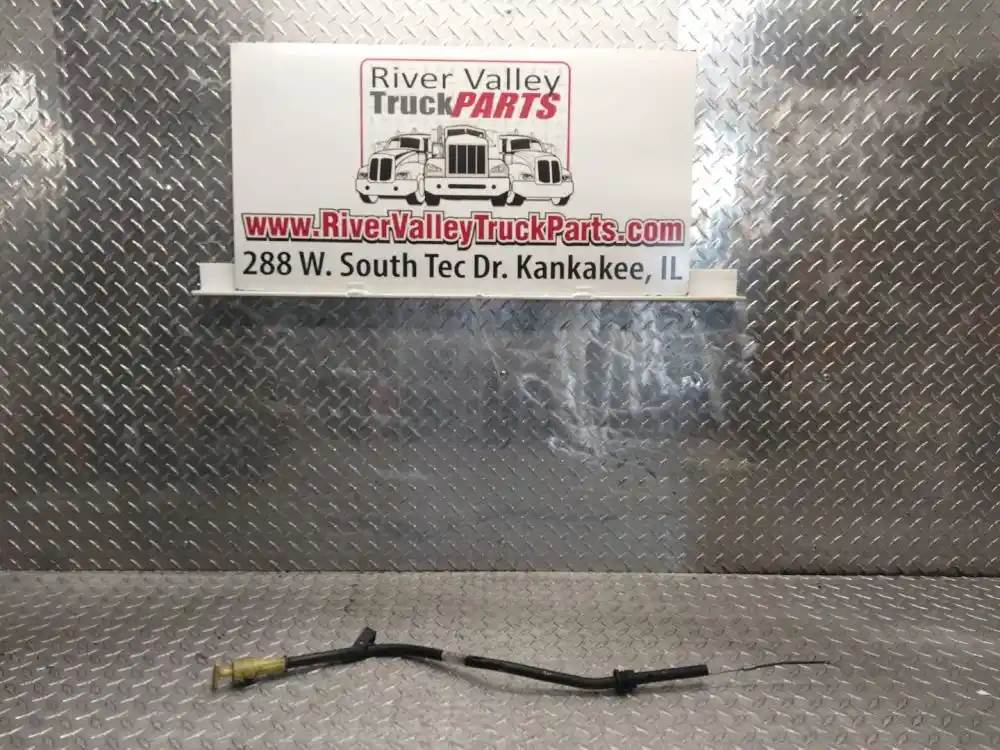 River Valley
TruckPARTS
www.RiverValleyTruckParts.com
288 W. South Tec Dr. Kankakee, IL